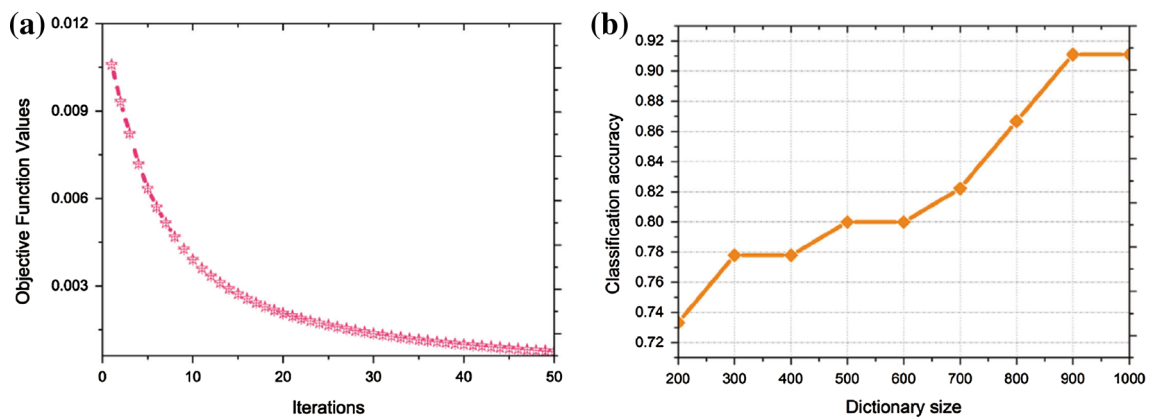 (a)
0.012
0.009
0.006
0.003
Objective Function Values
0 10 20 30 40 50
Iterations
(b)
0.92
0.90
0.88
0.86
0.84
0.82
0.80
0.78
0.76
0.74
0.72
Classification accuracy
200 300 400 500 600 700 800 900 1000
Dictionary size